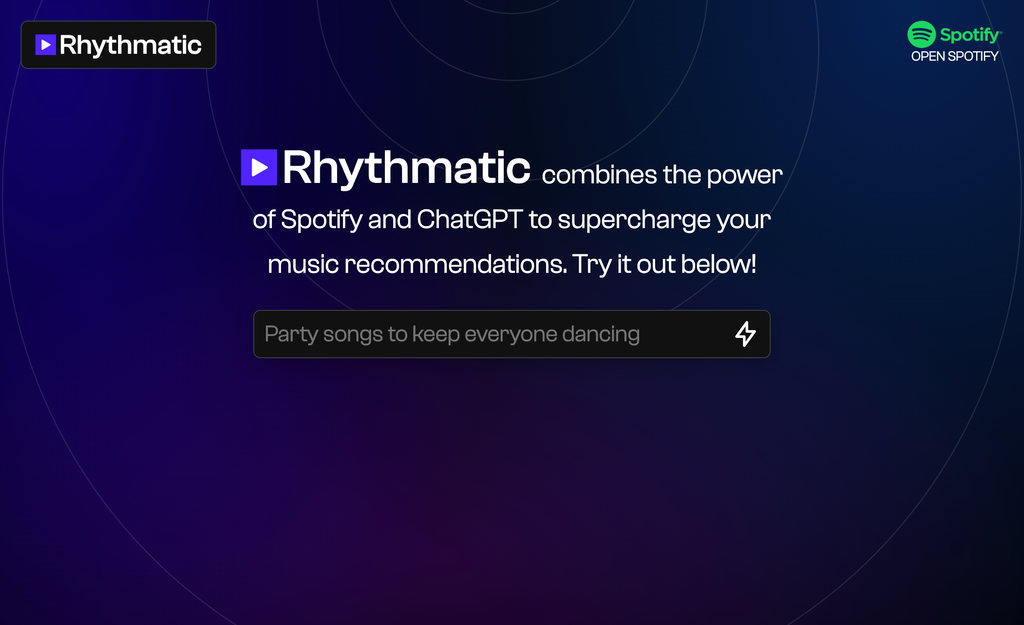 Rhythmatic
Spotify
OPEN SPOTIFY
Rhythmatic combines the power
of Spotify and ChatGPT to supercharge your
music recommendations. Try it out below!
Party songs to keep everyone dancing